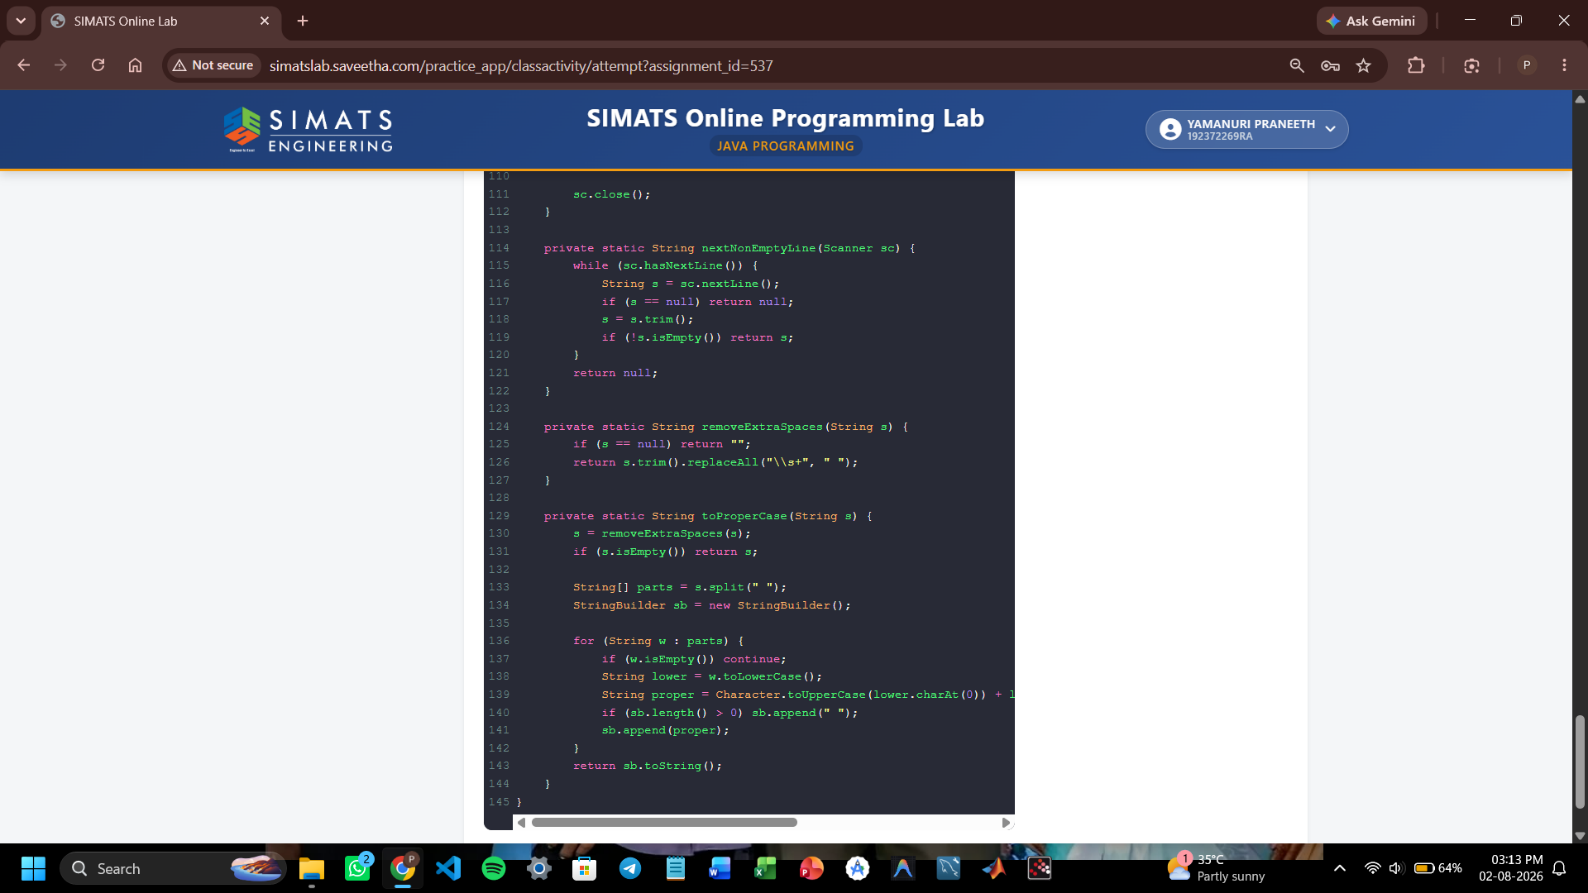 SIMATS Online Lab
Ask Gemini
Not secure
simatslab.saveetha.com/practice_app/classactivity/attempt?assignment_id=537
P
SIMATS
ENGINEERING
SIMATS Online Programming Lab
JAVA PROGRAMMING
YAMANURI PRANEETH
192372269RA
110
111 sc.close();
112 }
113
114 private static String nextNonEmptyLine(Scanner sc) {
115 while (sc.hasNextLine()) {
116 String s = sc.nextLine();
117 if (s == null) return null;
118 s = s.trim();
119 if (!s.isEmpty()) return s;
120 }
121 return null;
122 }
123
124 private static String removeExtraSpaces(String s) {
125 if (s == null) return "";
126 return s.trim().replaceAll("\\s+", " ");
127 }
128
129 private static String toProperCase(String s) {
130 s = removeExtraSpaces(s);
131 if (s.isEmpty()) return s;
132
133 String[] parts = s.split(" ");
134 StringBuilder sb = new StringBuilder();
135
136 for (String w : parts) {
137 if (w.isEmpty()) continue;
138 String lower = w.toLowerCase();
139 String proper = Character.toUpperCase(lower.charAt(0)) + l
140 if (sb.length() > 0) sb.append(" ");
141 sb.append(proper);
142 }
143 return sb.toString();
144 }
145 }
Search
P
2
1
35°C
Partly sunny
64%
03:13 PM
02-08-2026